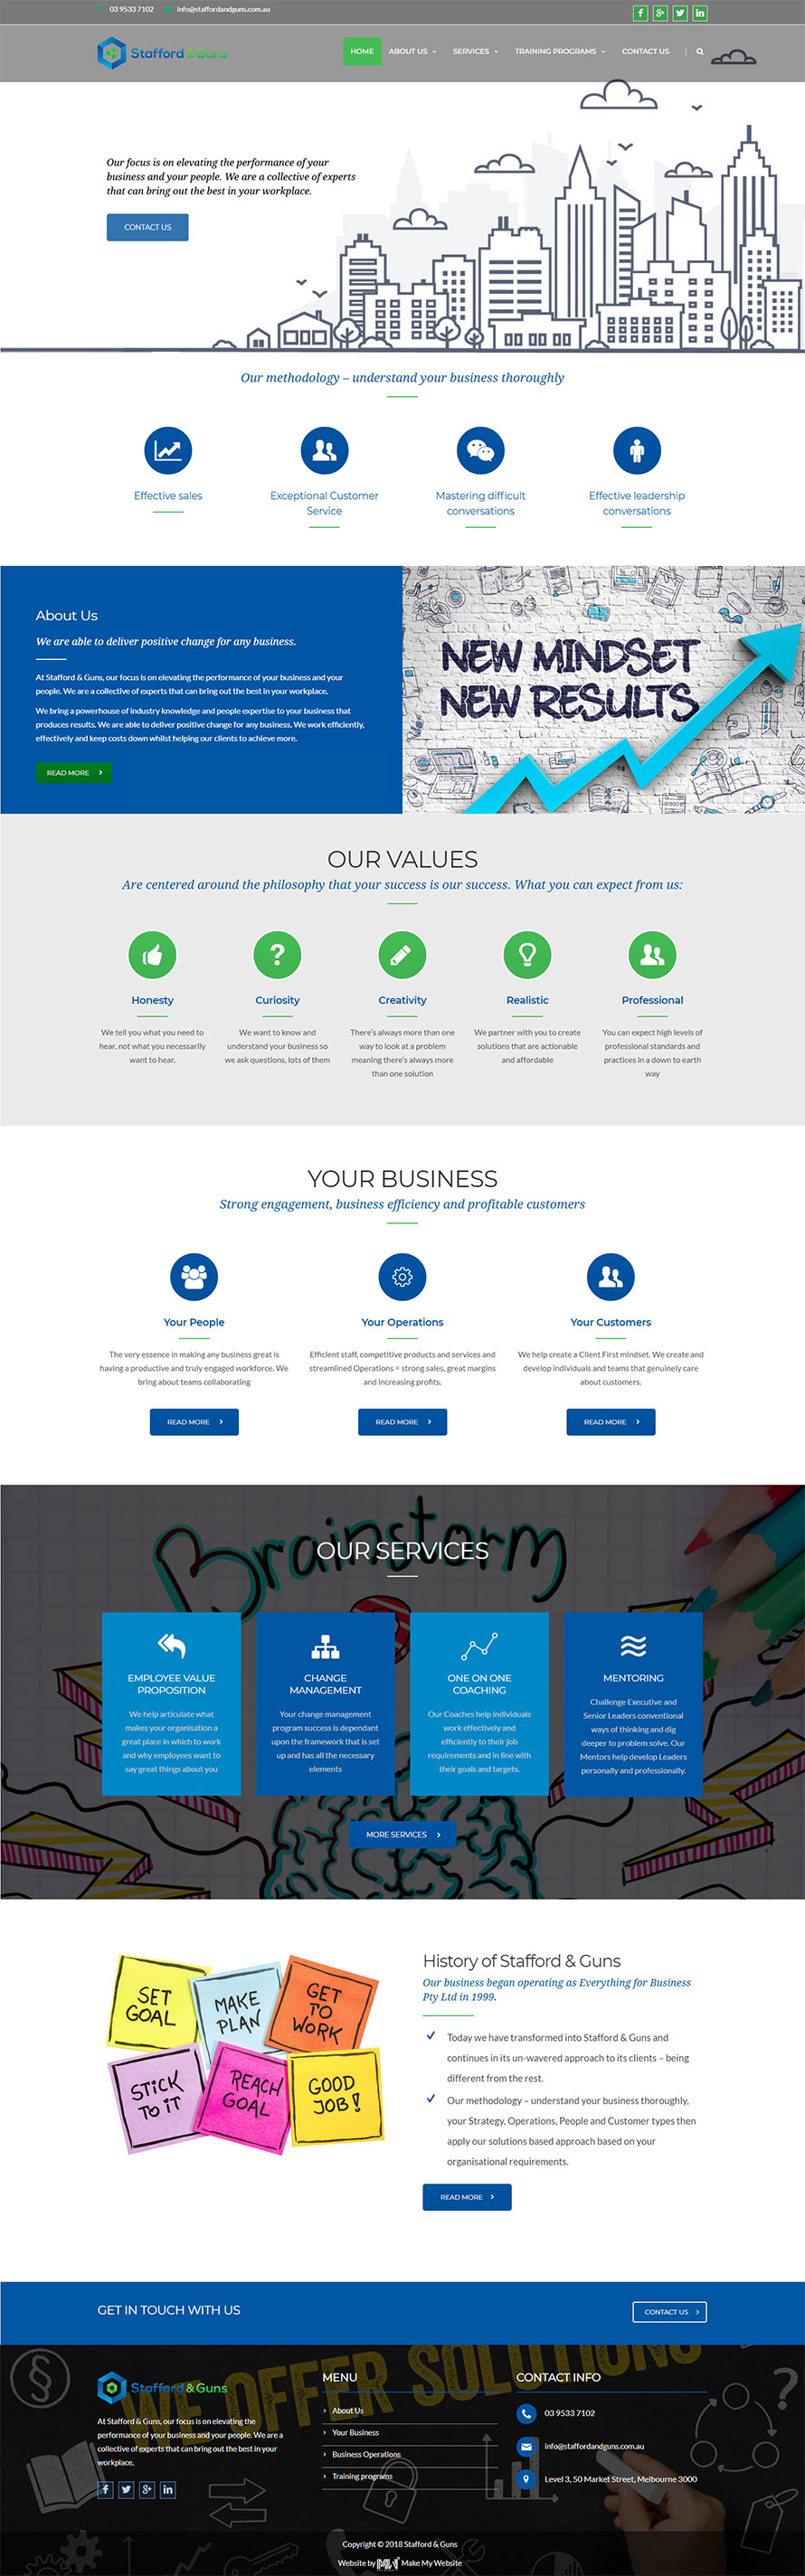 03 9533 7102 info@staffordandguns.com.au
Stafford & Guns
HOME ABOUT US SERVICES TRAINING PROGRAMS CONTACT US
Our focus is on elevating the performance of your
business and your people. We are a collective of experts
that can bring out the best in your workplace.
CONTACT US
Our methodology – understand your business thoroughly
Effective sales
Exceptional Customer
Service
Mastering difficult
conversations
Effective leadership
conversations
About Us
We are able to deliver positive change for any business.
At Stafford & Guns, our focus is on elevating the performance of your business and your
people. We are a collective of experts that can bring out the best in your workplace.
We bring a powerhouse of industry knowledge and people expertise to your business that
produces results. We are able to deliver positive change for any business. We work efficiently,
effectively and keep costs down whilst helping our clients to achieve more.
READ MORE
NEW MINDSET
NEW RESULTS
OUR VALUES
Are centered around the philosophy that your success is our success. What you can expect from us:
Honesty
We tell you what you need to
hear, not what you necessarily
want to hear.
Curiosity
We want to know and
understand your business so
we ask questions, lots of them
Creativity
There's always more than one
way to look at a problem
meaning there's always more
than one solution
Realistic
We partner with you to create
solutions that are actionable
and affordable
Professional
You can expect high levels of
professional standards and
practices in a down to earth
way
YOUR BUSINESS
Strong engagement, business efficiency and profitable customers
Your People
The very essence in making any business great is
having a productive and truly engaged workforce. We
bring about teams collaborating
READ MORE
Your Operations
Efficient staff, competitive products and services and
streamlined Operations = strong sales, great margins
and increasing profits.
READ MORE
Your Customers
We help create a Client First mindset. We create and
develop individuals and teams that genuinely care
about customers.
READ MORE
Brainstorm
OUR SERVICES
EMPLOYEE VALUE
PROPOSITION
We help articulate what
makes your organisation a
great place in which to work
and why employees want to
say great things about you
CHANGE
MANAGEMENT
Your change management
program success is dependant
upon the framework that is set
up and has all the necessary
elements
ONE ON ONE
COACHING
Our Coaches help individuals
work effectively and
efficiently to their job
requirements and in line with
their goals and targets.
MENTORING
Challenge Executive and
Senior Leaders conventional
ways of thinking and dig
deeper to problem solve. Our
Mentors help develop Leaders
personally and professionally.
MORE SERVICES
SET
GOAL
MAKE
PLAN
GET
TO
WORK
STICK
TO IT
REACH
GOAL
GOOD
JOB!
History of Stafford & Guns
Our business began operating as Everything for Business
Pty Ltd in 1999.
Today we have transformed into Stafford & Guns and
continues in its un-wavered approach to its clients – being
different from the rest.
Our methodology – understand your business thoroughly,
your Strategy, Operations, People and Customer types then
apply our solutions based approach based on your
organisational requirements.
READ MORE
GET IN TOUCH WITH US
CONTACT US
WE OFFER SOLUTIONS
Stafford & Guns
At Stafford & Guns, our focus is on elevating the
performance of your business and your people. We are a
collective of experts that can bring out the best in your
workplace.
MENU
About Us
Your Business
Business Operations
Training programs
CONTACT INFO
03 9533 7102
info@staffordandguns.com.au
Level 3, 50 Market Street, Melbourne 3000
Copyright © 2018 Stafford & Guns
Website by MMW Make My Website